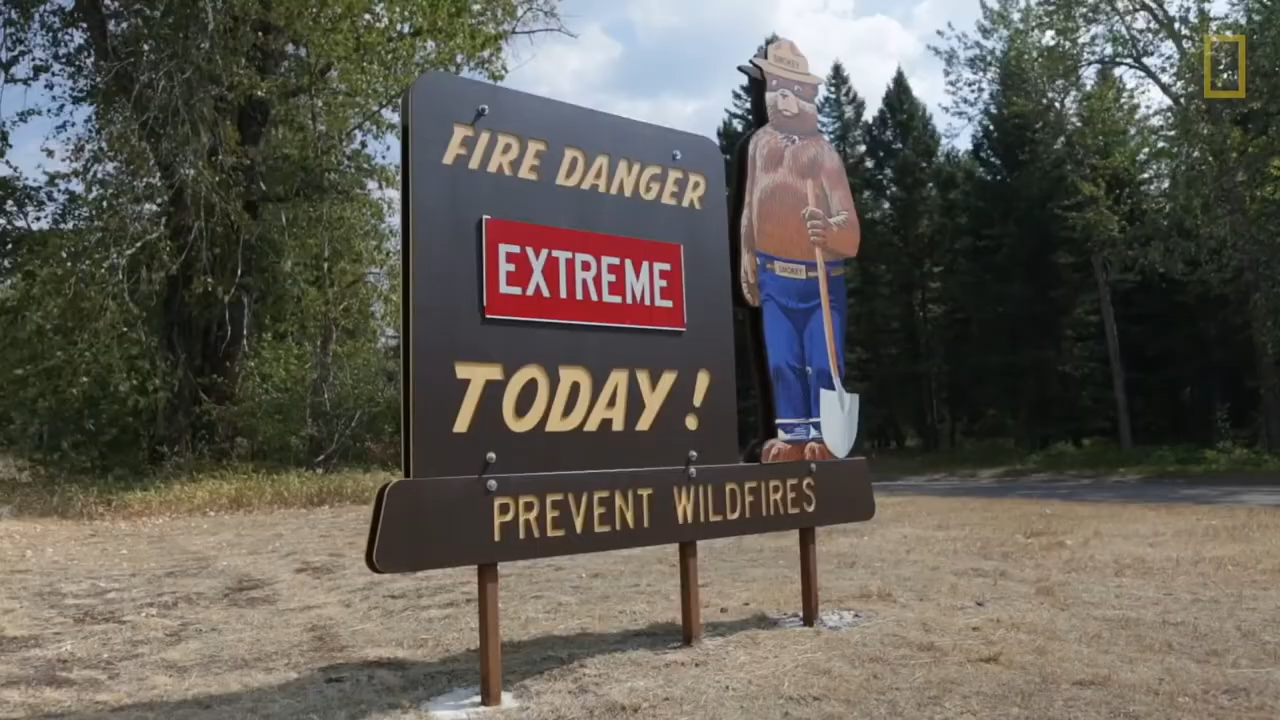 SMOKEY
FIRE DANGER
EXTREME
SMOKEY
TODAY!
PREVENT WILDFIRES